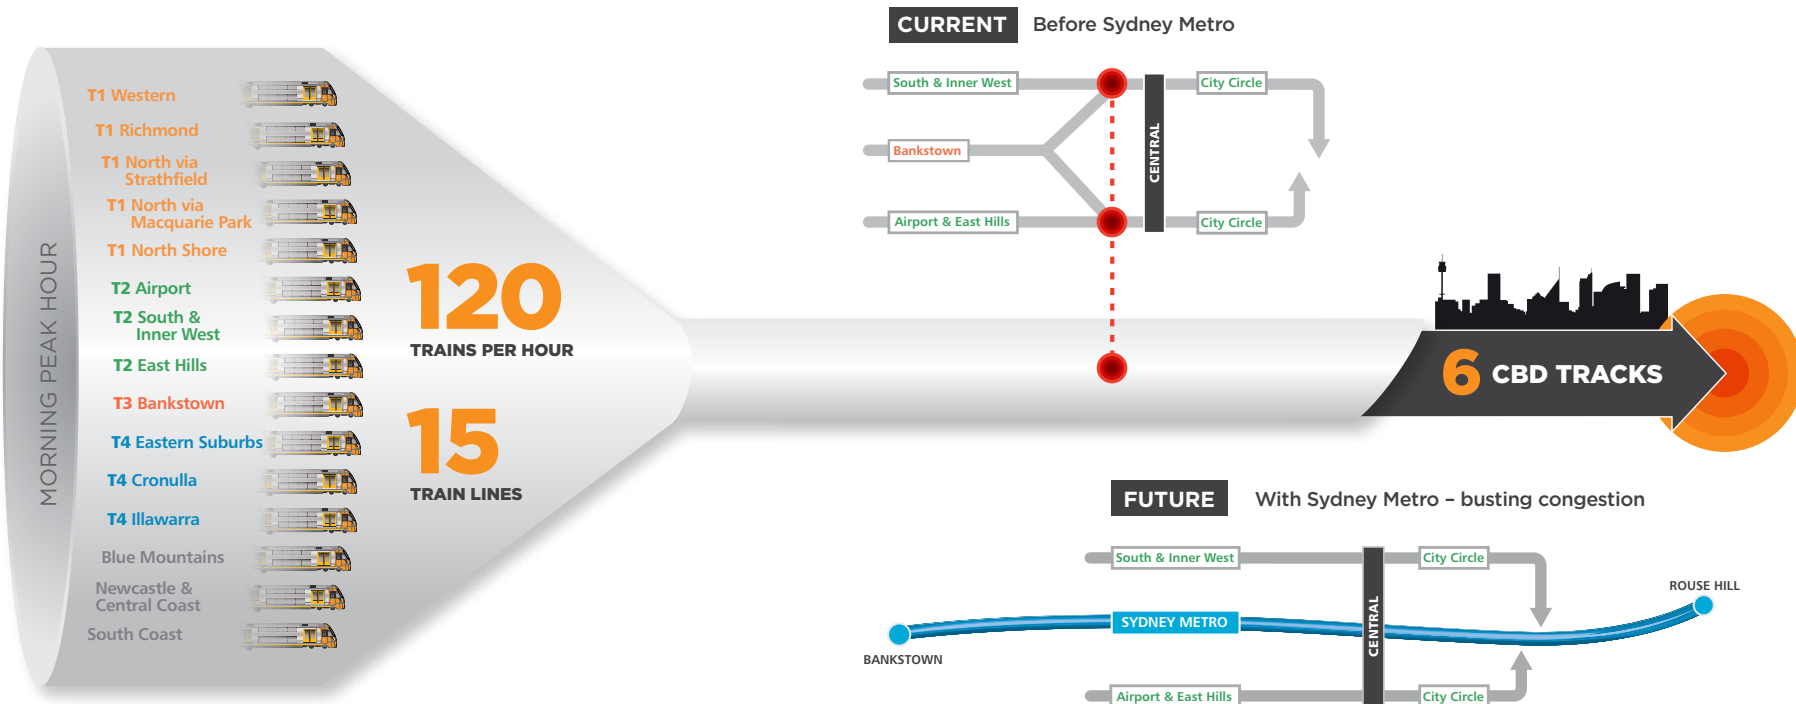 MORNING PEAK HOUR
T1 Western
T1 Richmond
T1 North via
Strathfield
T1 North via
Macquarie Park
T1 North Shore
T2 Airport
T2 South &
Inner West
T2 East Hills
T3 Bankstown
T4 Eastern Suburbs
T4 Cronulla
T4 Illawarra
Blue Mountains
Newcastle &
Central Coast
South Coast
120
TRAINS PER HOUR
15
TRAIN LINES
CURRENT Before Sydney Metro
South & Inner West
City Circle
Bankstown
CENTRAL
Airport & East Hills
City Circle
6 CBD TRACKS
FUTURE With Sydney Metro – busting congestion
South & Inner West
City Circle
ROUSE HILL
SYDNEY METRO
CENTRAL
BANKSTOWN
Airport & East Hills
City Circle